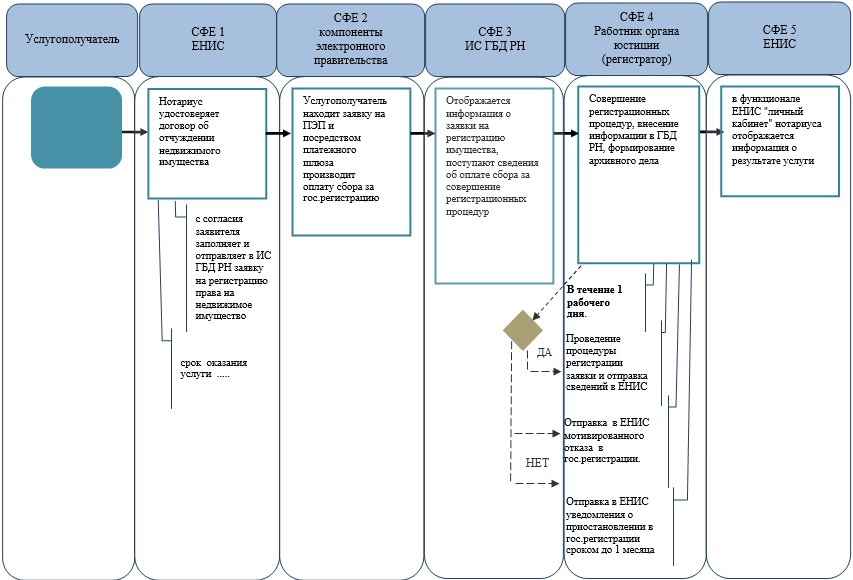 Услугополучатель
СФЕ 1
ЕНИС
СФЕ 2
компоненты
электронного
правительства
СФЕ 3
ИС ГБД РН
СФЕ 4
Работник органа
юстиции
(регистратор)
СФЕ 5
ЕНИС
Нотариус
удостоверяет
договор об
отчуждении
недвижимого
имущества
с согласия
заявителя
заполняет и
отправляет в ИС
ГБД РН заявку
на регистрацию
права на
недвижимое
имущество
срок оказания
услуги .....
Услугополучатель
находит заявку на
ПЭП и
посредством
платежного
шлюза
производит
оплату сбора за
гос.регистрацию
Отображается
информация о
заявки на
регистрацию
имущества,
поступают сведения
об оплате сбора за
совершение
регистрационных
процедур
Совершение
регистрационных
процедур, внесение
информации в ГБД
РН, формирование
архивного дела
В течение 1
рабочего
дня.
ДА
Проведение
процедуры
регистрации
заявки и отправка
сведений в ЕНИС
Отправка в ЕНИС
мотивированного
отказа в
гос.регистрации.
НЕТ
Отправка в ЕНИС
уведомления о
приостановлении в
гос.регистрации
сроком до 1 месяца
в функционале
ЕНИС "личный
кабинет" нотариуса
отображается
информация о
результате услуги